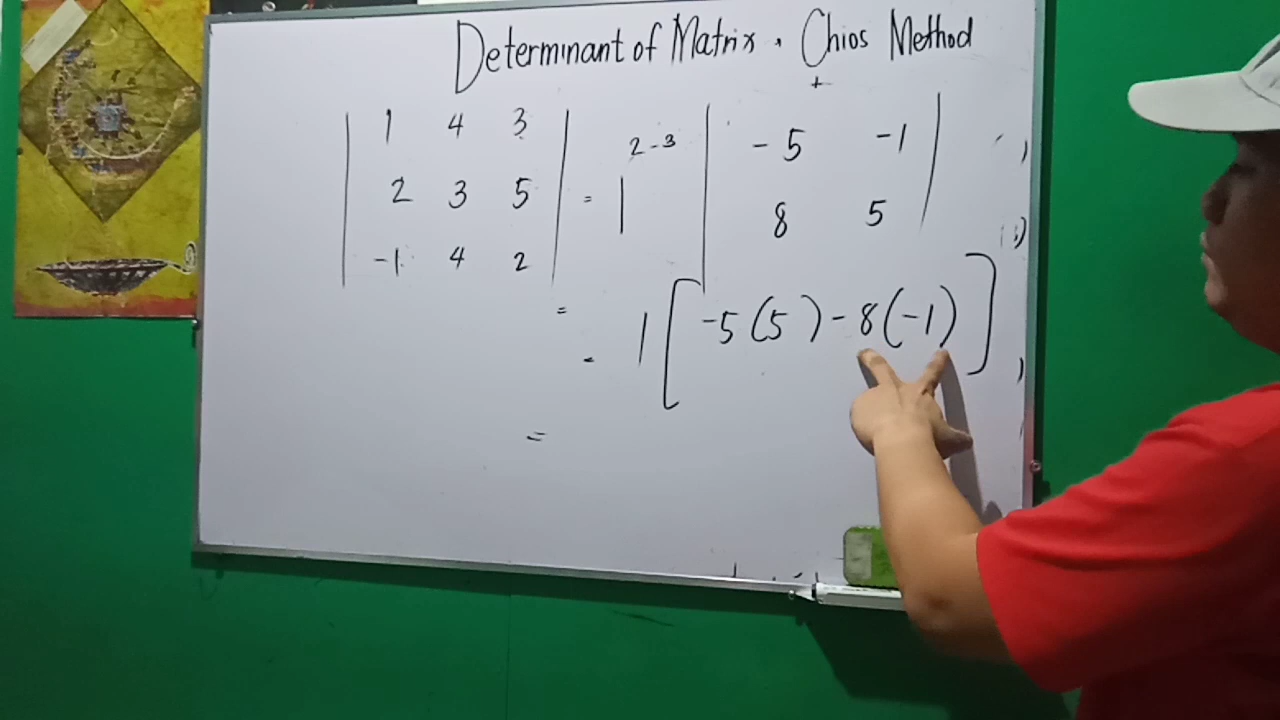 Determinant of Matrix . Chios Method
| 1 4 3 | | -5 -1 |
| 2 3 5 | = 1^{2-3} | 8 5 |
| -1 4 2 |
=
= 1 [ -5 (5) - 8 (-1) ]
=